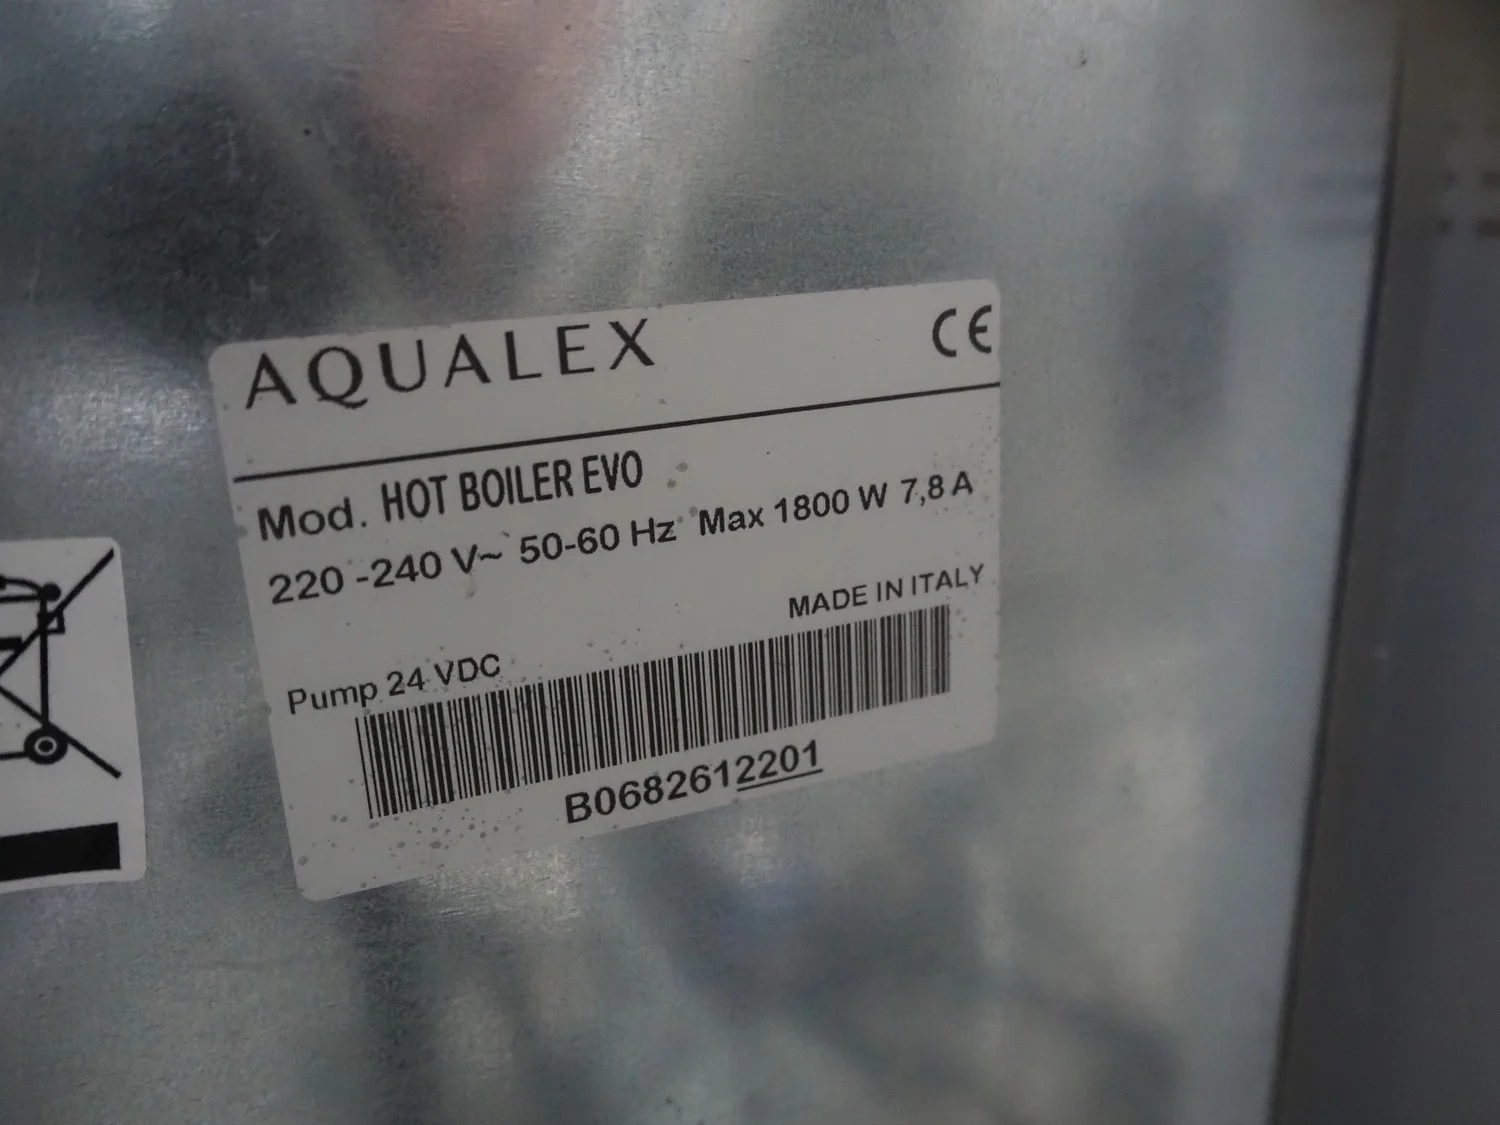 AQUALEX CE
Mod. HOT BOILER EVO
220 -240 V~ 50-60 Hz Max 1800 W 7,8 A
MADE IN ITALY
Pump 24 VDC
B0682612201